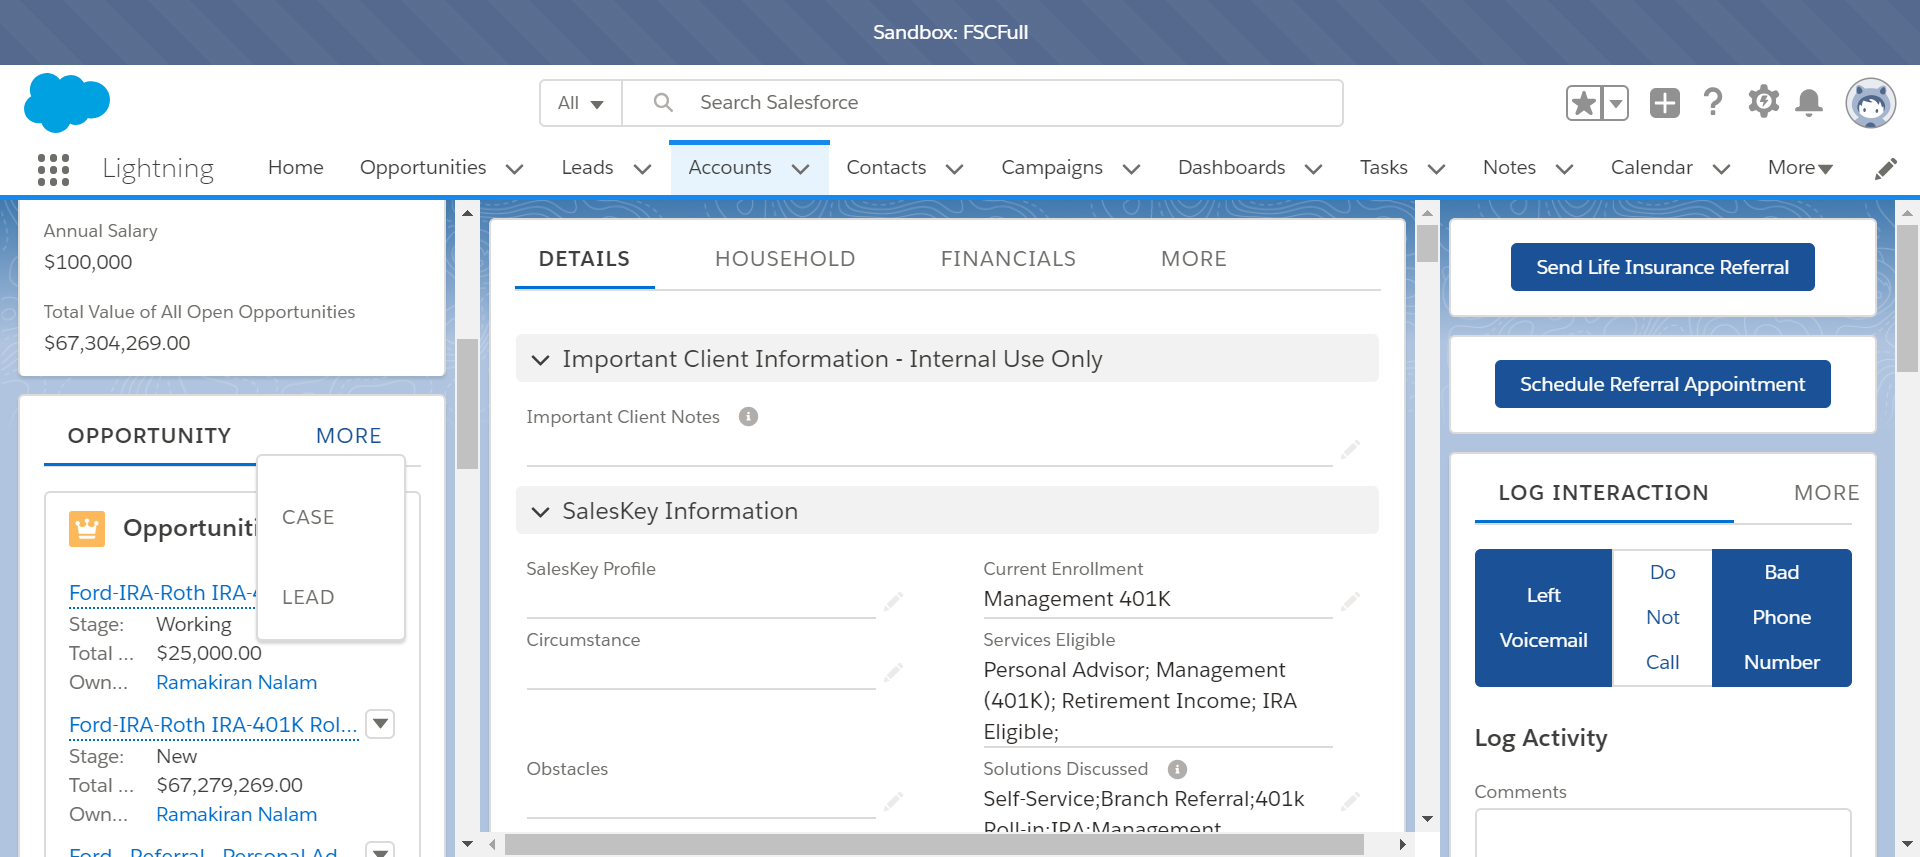 Sandbox: FSCFull
All
Search Salesforce
Lightning
Home
Opportunities
Leads
Accounts
Contacts
Campaigns
Dashboards
Tasks
Notes
Calendar
More
Annual Salary
$100,000
Total Value of All Open Opportunities
$67,304,269.00
OPPORTUNITY
MORE
CASE
LEAD
Opportuniti
Ford-IRA-Roth IRA-4
Stage: Working
Total ... $25,000.00
Own... Ramakiran Nalam
Ford-IRA-Roth IRA-401K Rol...
Stage: New
Total ... $67,279,269.00
Own... Ramakiran Nalam
Ford - Referral - Personal Ad...
DETAILS
HOUSEHOLD
FINANCIALS
MORE
Important Client Information - Internal Use Only
Important Client Notes
SalesKey Information
SalesKey Profile
Circumstance
Obstacles
Current Enrollment
Management 401K
Services Eligible
Personal Advisor; Management
(401K); Retirement Income; IRA
Eligible;
Solutions Discussed
Self-Service;Branch Referral;401k
Roll-in;IRA;Management
Send Life Insurance Referral
Schedule Referral Appointment
LOG INTERACTION
MORE
Left
Voicemail
Do
Not
Call
Bad
Phone
Number
Log Activity
Comments